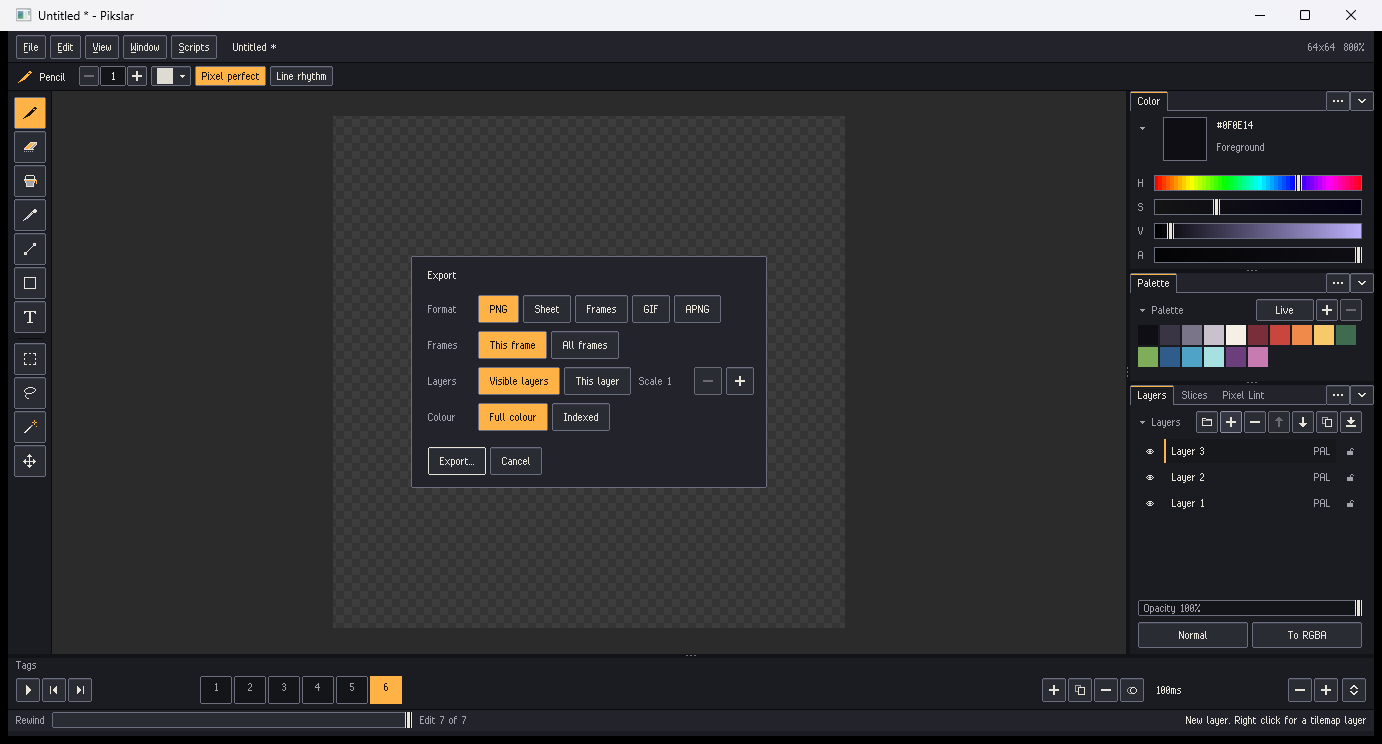 Untitled * - Pikslar
File Edit View Window Scripts Untitled * 64x64 800%
Pencil 1 Pixel perfect Line rhythm
Color
#0F0E14
Foreground
H
S
V
A
Palette
Palette Live
Layers Slices Pixel Lint
Layers
Layer 3 PAL
Layer 2 PAL
Layer 1 PAL
Opacity 100%
Normal To RGBA
T
Export
Format PNG Sheet Frames GIF APNG
Frames This frame All frames
Layers Visible layers This layer Scale 1
Colour Full colour Indexed
Export... Cancel
Tags
1 2 3 4 5 6 100ms
Rewind Edit 7 of 7 New layer. Right click for a tilemap layer